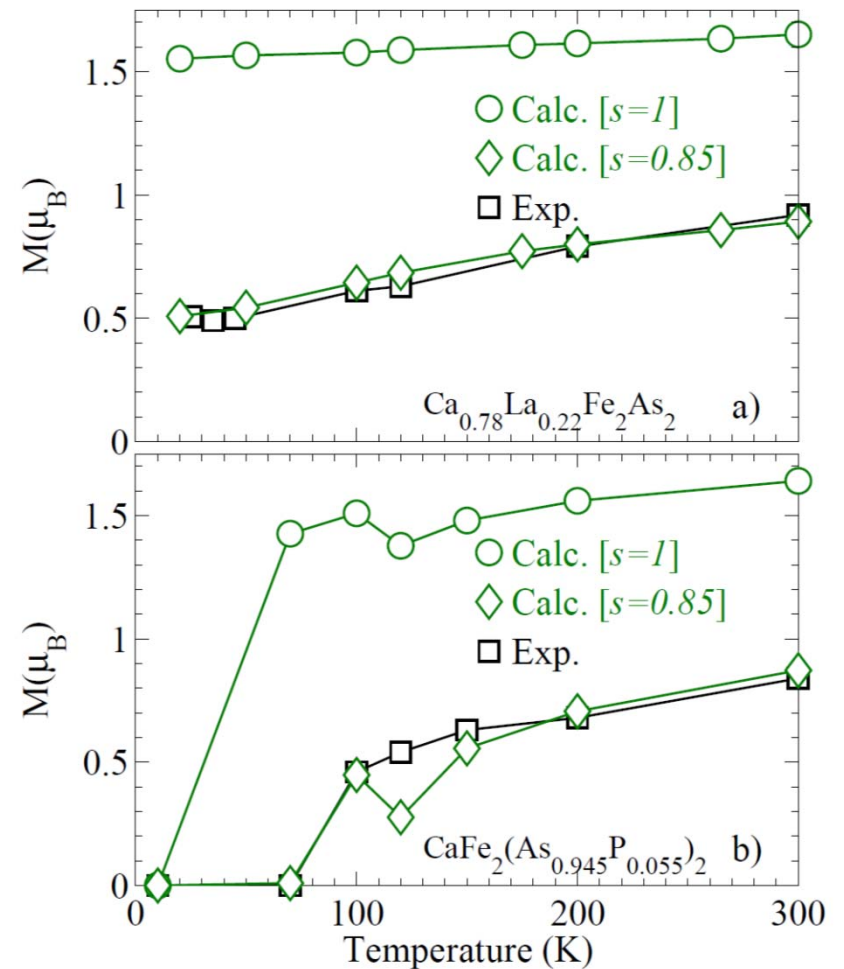 1.5
Calc. [s=1]
Calc. [s=0.85]
1
Exp.
M(μB)
0.5
Ca0.78La0.22Fe2As2 a)
0
1.5
Calc. [s=1]
Calc. [s=0.85]
1
Exp.
M(μB)
0.5
CaFe2(As0.945P0.055)2 b)
0
0 100 200 300
Temperature (K)